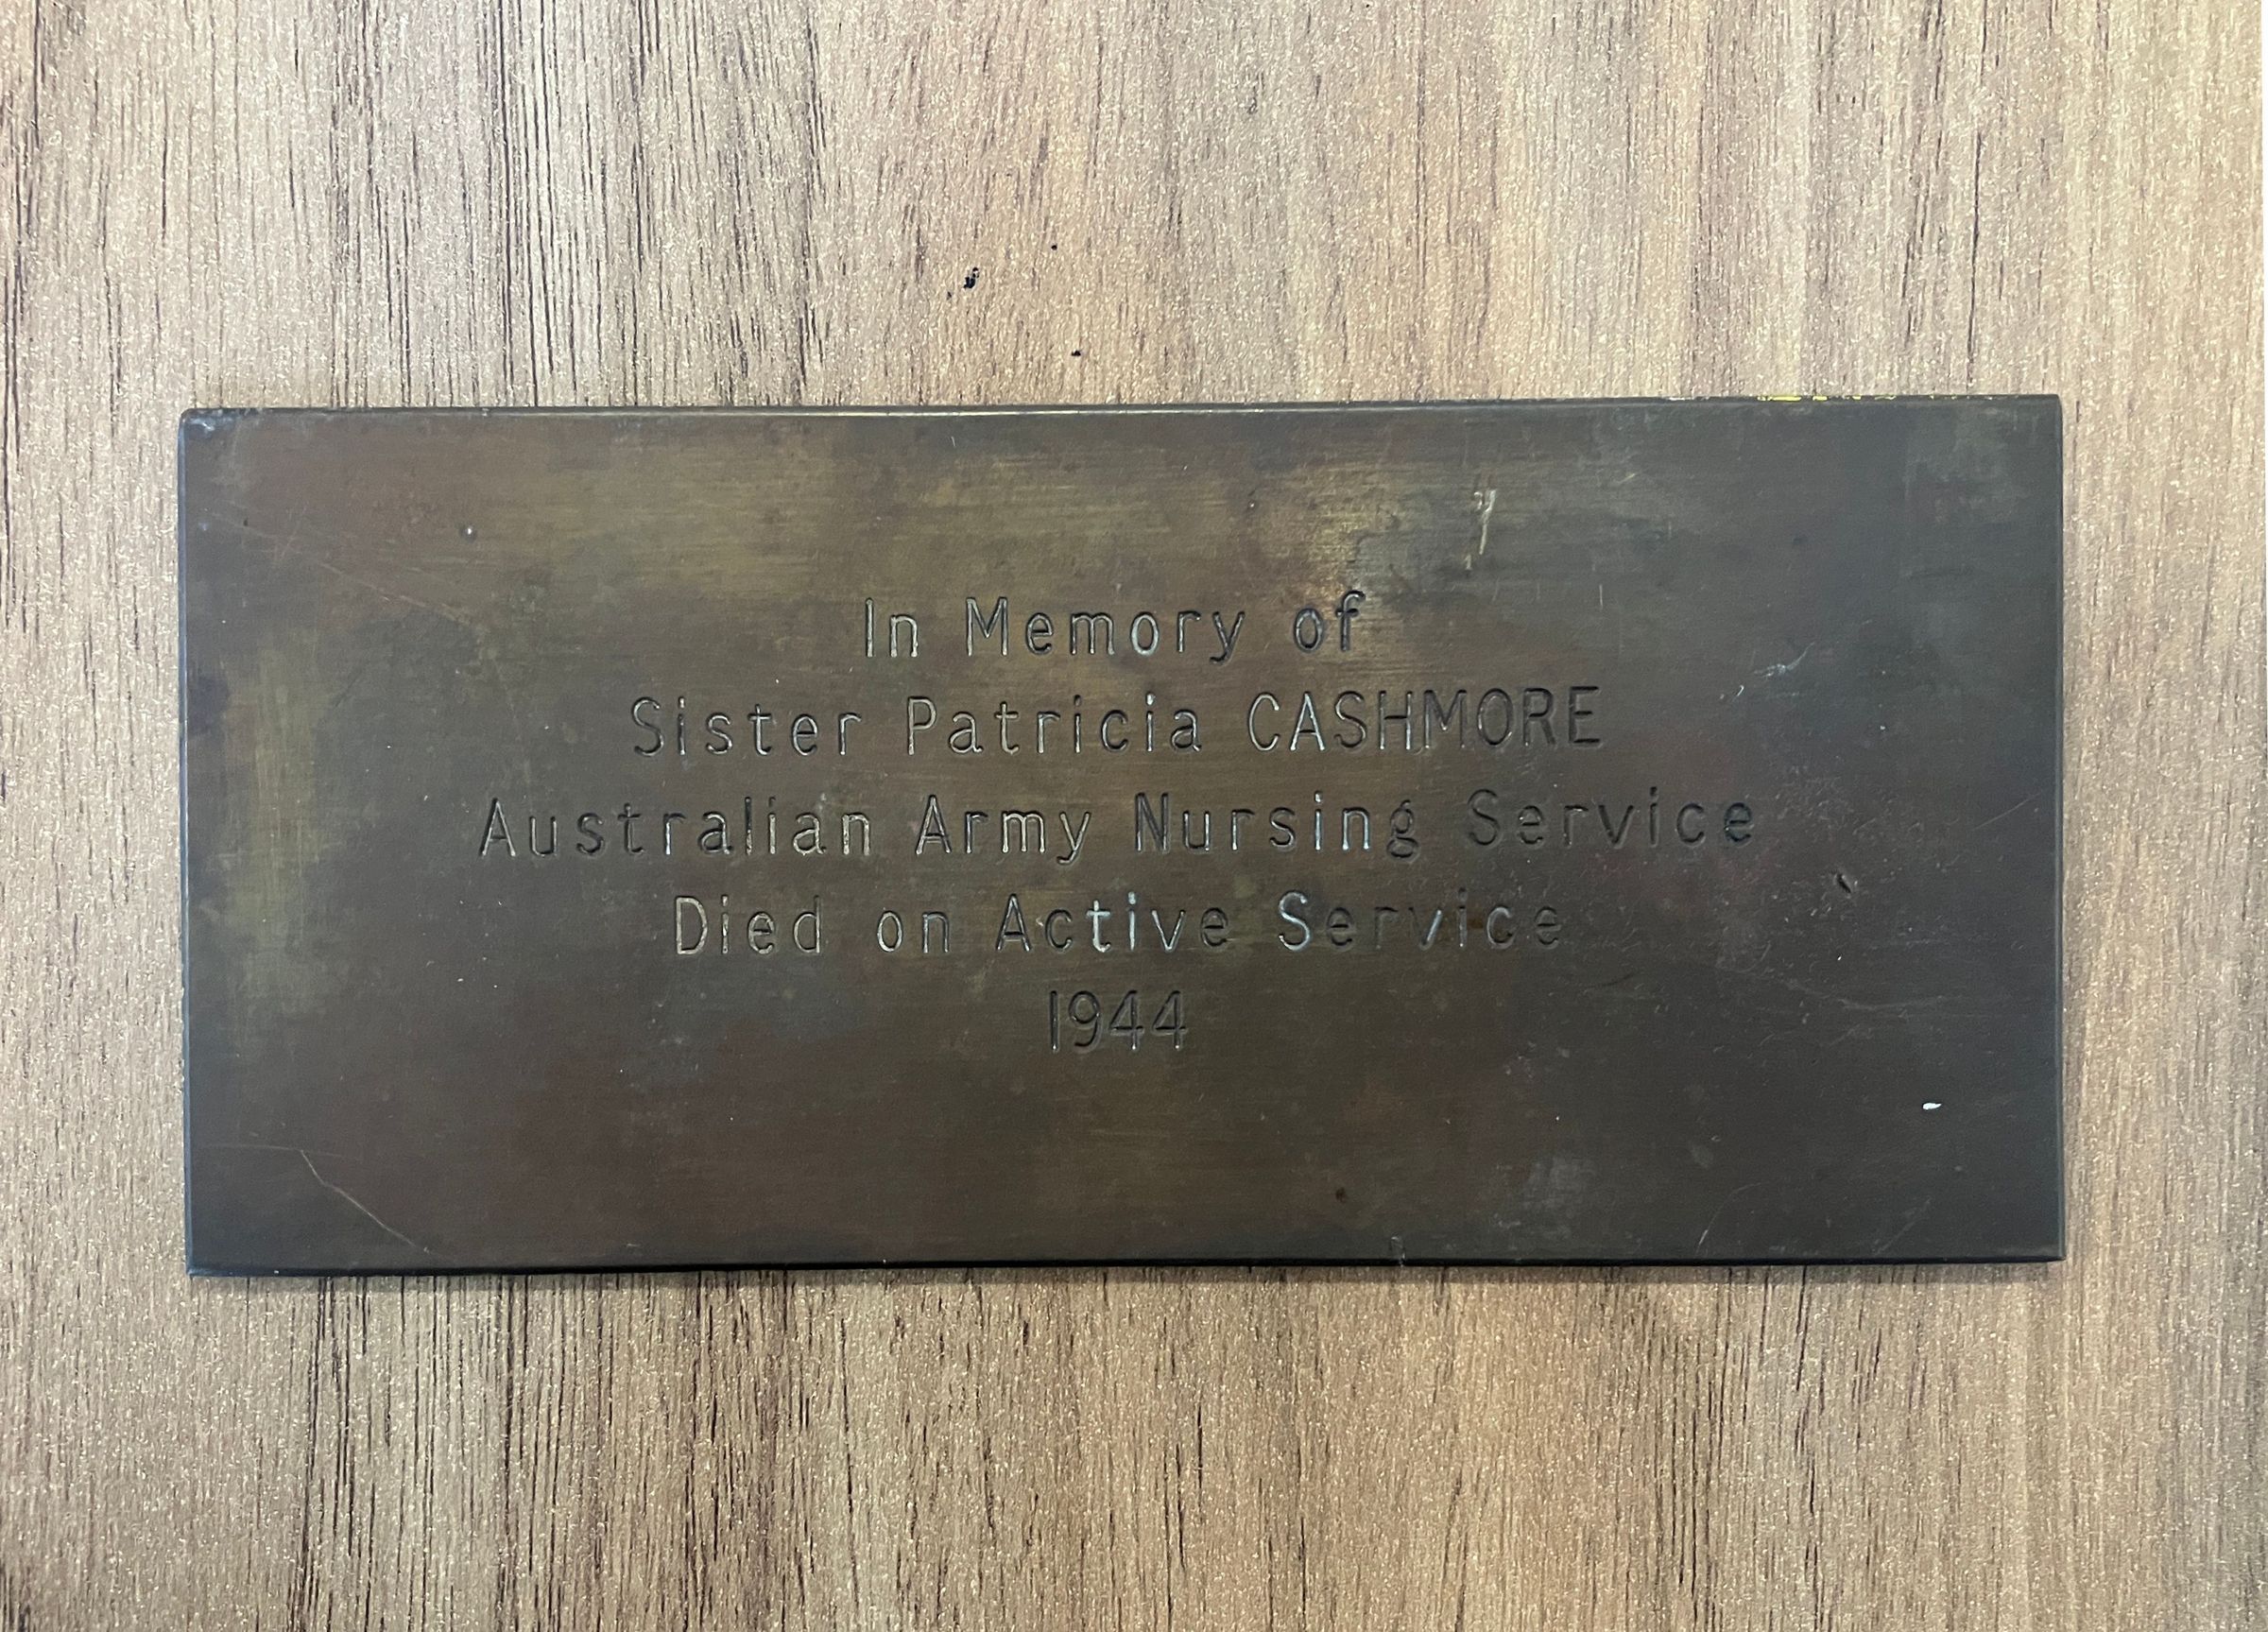 In Memory of
Sister Patricia CASHMORE
Australian Army Nursing Service
Died on Active Service
1944